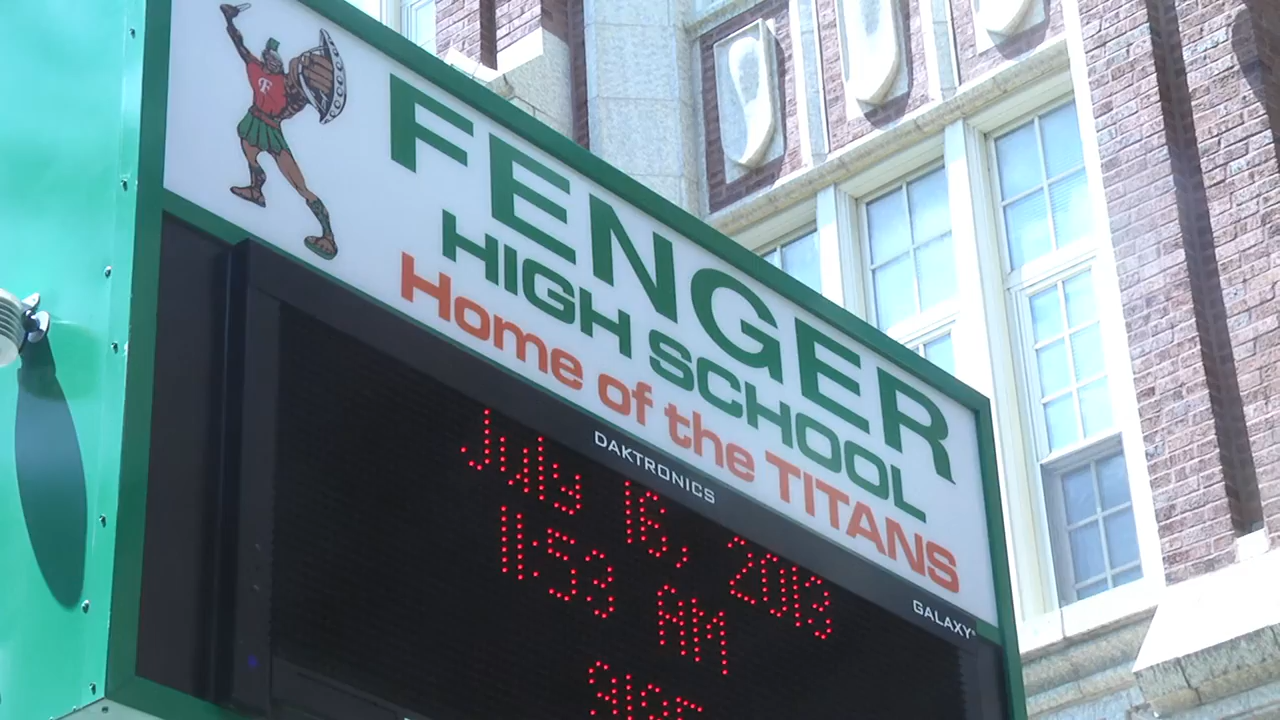 F
FENGER
HIGH SCHOOL
Home of the TITANS
DAKTRONICS
GALAXY
July 16, 2013
11:53 AM